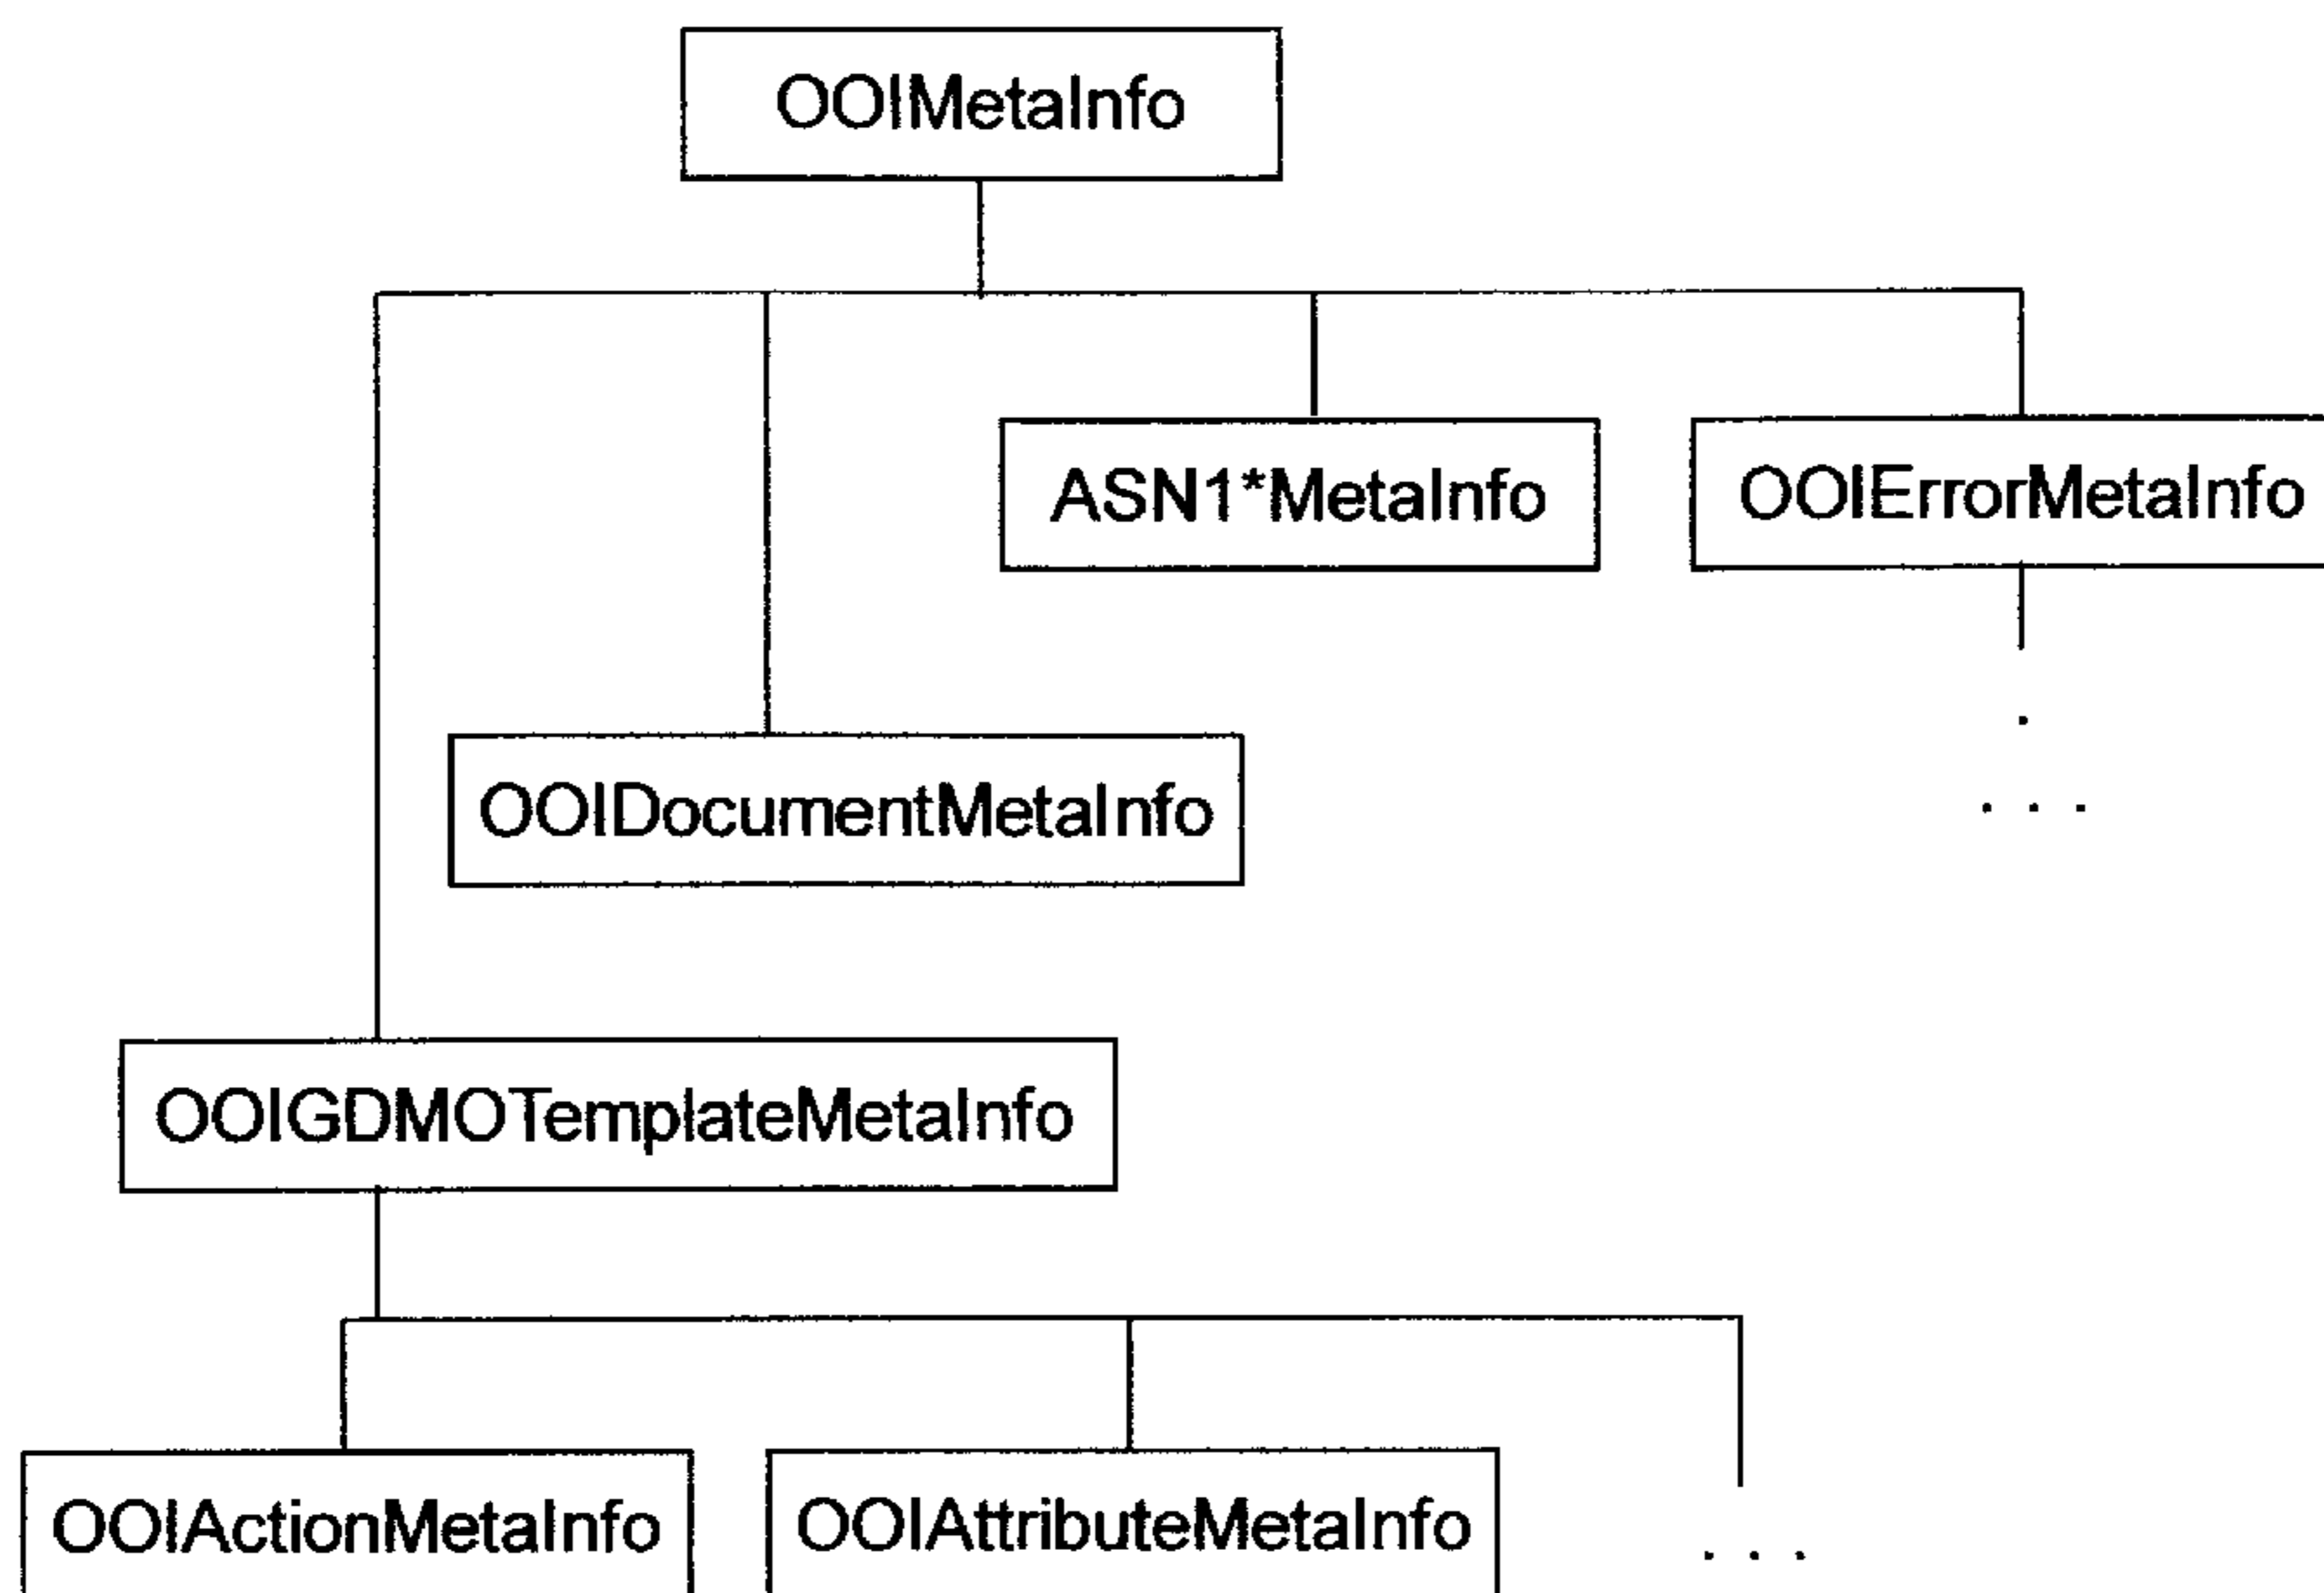 OOIMetaInfo
ASN1*MetaInfo
OOIErrorMetaInfo
.
. . .
OOIDocumentMetaInfo
OOIGDMOTemplateMetaInfo
OOIActionMetaInfo
OOIAttributeMetaInfo
. . .